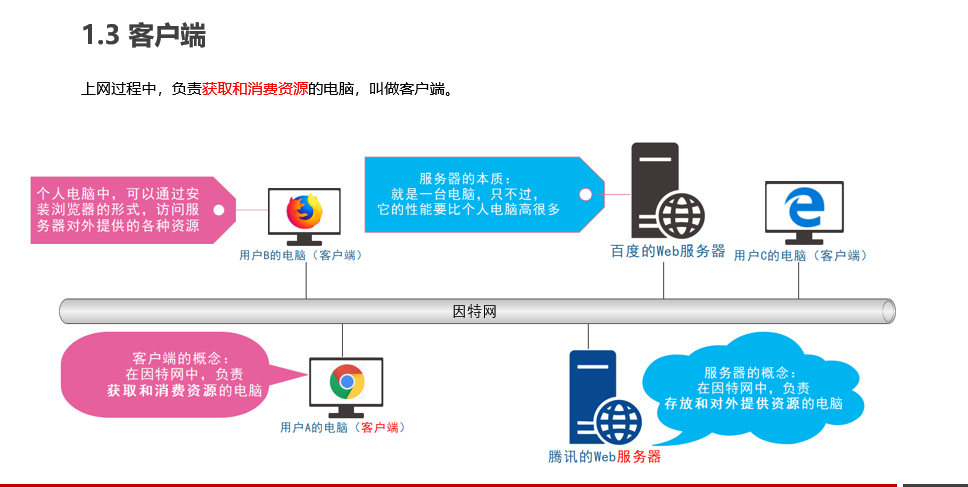 1.3 客户端
上网过程中，负责获取和消费资源的电脑，叫做客户端。
个人电脑中，可以通过安
装浏览器的形式，访问服
务器对外提供的各种资源
用户B的电脑（客户端）
服务器的本质：
就是一台电脑，只不过，
它的性能要比个人电脑高很多
百度的Web服务器
用户C的电脑（客户端）
因特网
客户端的概念：
在因特网中，负责
获取和消费资源的电脑
用户A的电脑（客户端）
腾讯的Web服务器
服务器的概念：
在因特网中，负责
存放和对外提供资源的电脑